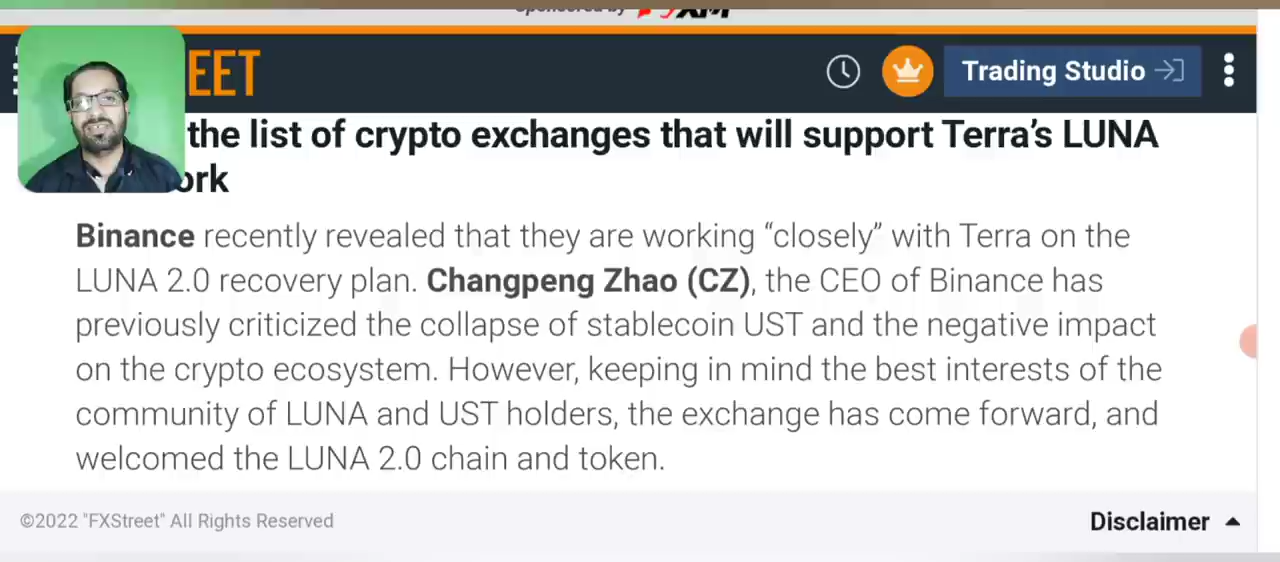 Sponsored by FXTM
EET
Trading Studio
the list of crypto exchanges that will support Terra's LUNA
ork
Binance recently revealed that they are working “closely” with Terra on the
LUNA 2.0 recovery plan. Changpeng Zhao (CZ), the CEO of Binance has
previously criticized the collapse of stablecoin UST and the negative impact
on the crypto ecosystem. However, keeping in mind the best interests of the
community of LUNA and UST holders, the exchange has come forward, and
welcomed the LUNA 2.0 chain and token.
©2022 "FXStreet" All Rights Reserved
Disclaimer